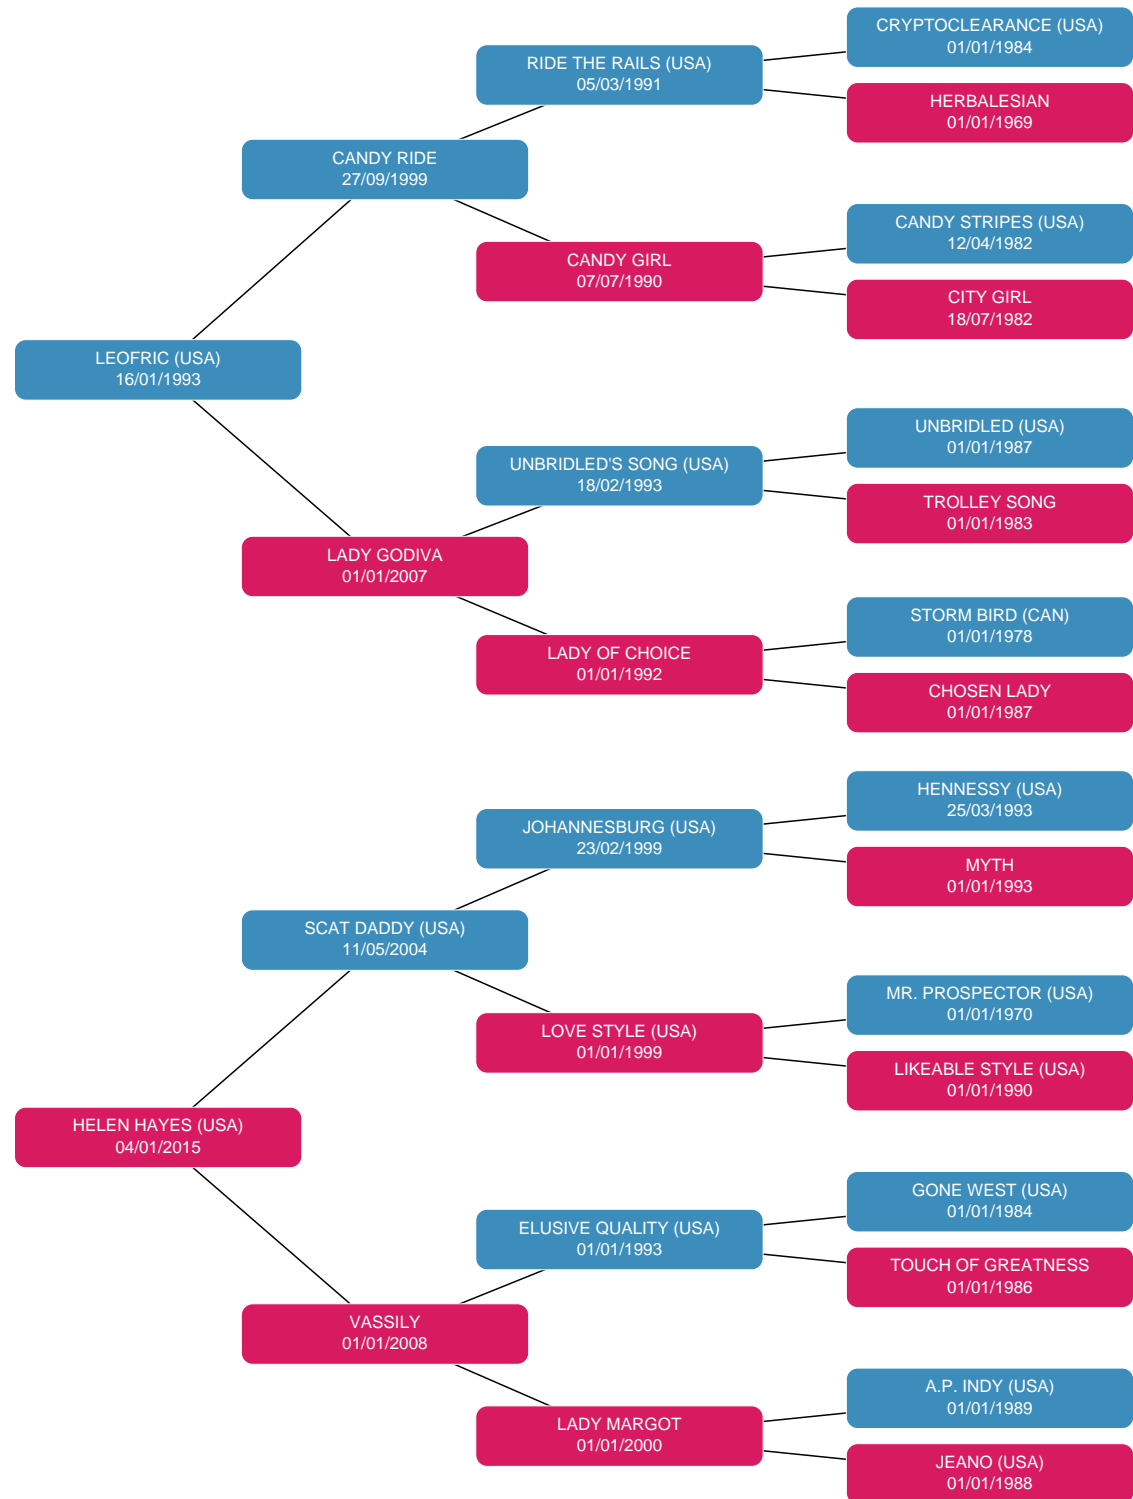 CRYPTOCLEARANCE (USA)
01/01/1984
RIDE THE RAILS (USA)
05/03/1991
HERBALESIAN
01/01/1969
CANDY RIDE
27/09/1999
CANDY STRIPES (USA)
12/04/1982
CANDY GIRL
07/07/1990
CITY GIRL
18/07/1982
LEOFRIC (USA)
16/01/1993
UNBRIDLED (USA)
01/01/1987
UNBRIDLED'S SONG (USA)
18/02/1993
TROLLEY SONG
01/01/1983
LADY GODIVA
01/01/2007
STORM BIRD (CAN)
01/01/1978
LADY OF CHOICE
01/01/1992
CHOSEN LADY
01/01/1987
HENNESSY (USA)
25/03/1993
JOHANNESBURG (USA)
23/02/1999
MYTH
01/01/1993
SCAT DADDY (USA)
11/05/2004
MR. PROSPECTOR (USA)
01/01/1970
LOVE STYLE (USA)
01/01/1999
LIKEABLE STYLE (USA)
01/01/1990
HELEN HAYES (USA)
04/01/2015
GONE WEST (USA)
01/01/1984
ELUSIVE QUALITY (USA)
01/01/1993
TOUCH OF GREATNESS
01/01/1986
VASSILY
01/01/2008
A.P. INDY (USA)
01/01/1989
LADY MARGOT
01/01/2000
JEANO (USA)
01/01/1988